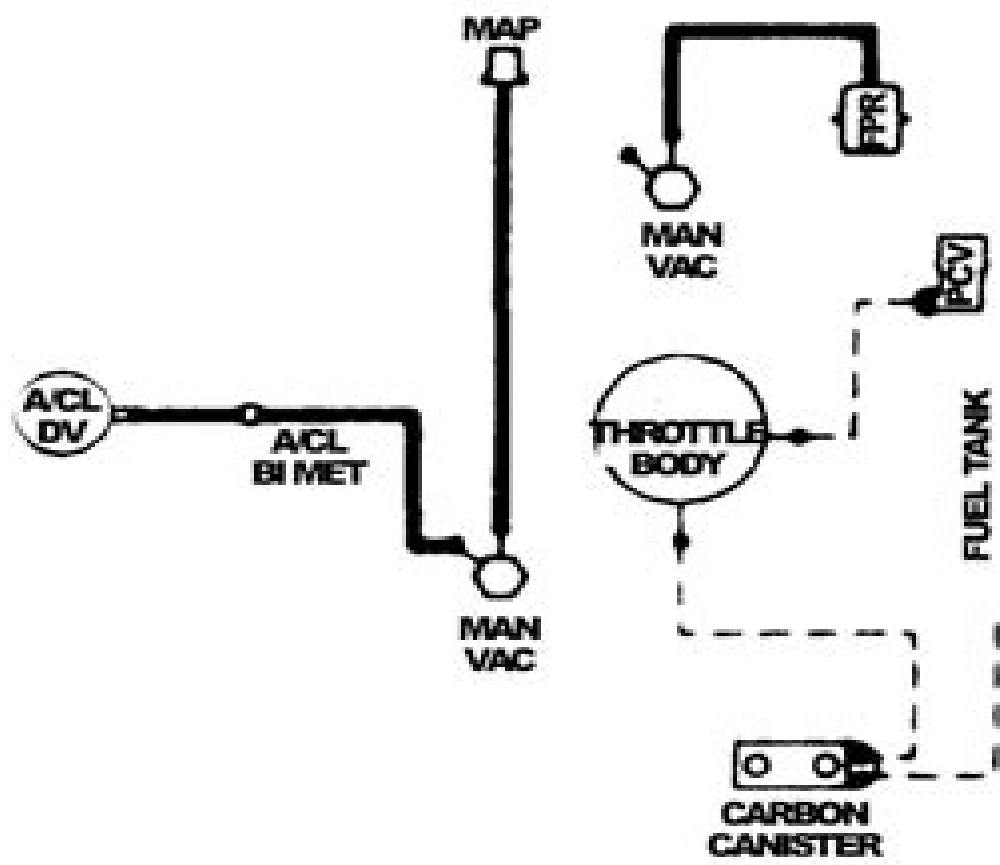 MAP
FPR
MAN
VAC
PCV
A/CL
DV
A/CL
BI MET
THROTTLE
BODY
FUEL TANK
MAN
VAC
CARBON
CANISTER